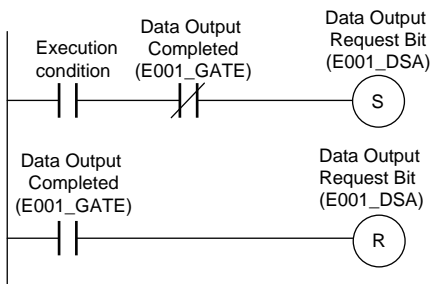 Execution
condition
Data Output
Completed
(E001_GATE)
Data Output
Request Bit
(E001_DSA)
S
Data Output
Completed
(E001_GATE)
Data Output
Request Bit
(E001_DSA)
R